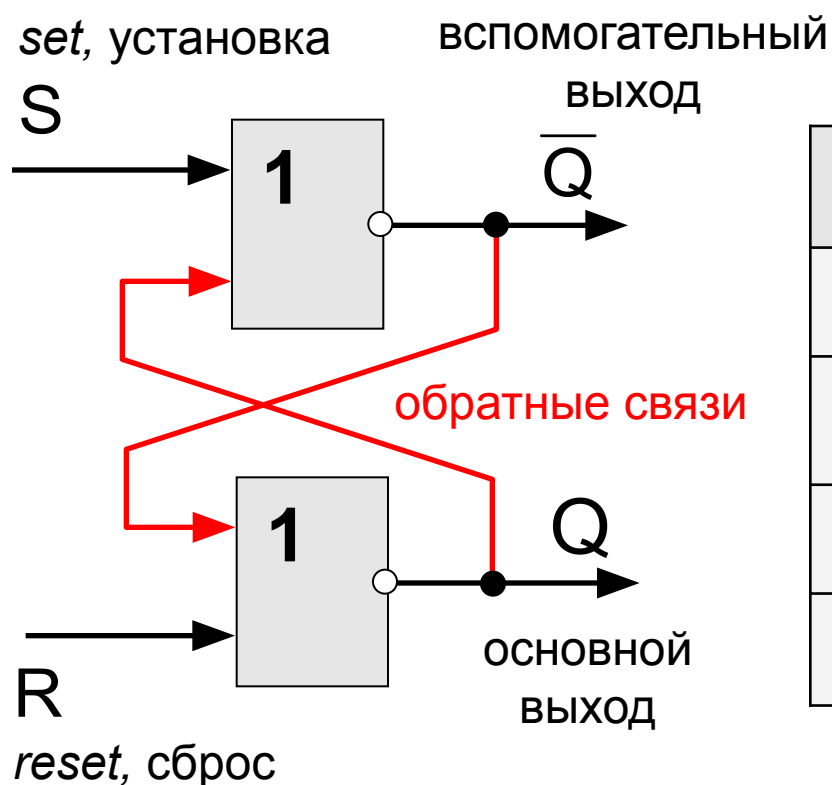 set, установка
вспомогательный
выход
S
1
Q̅
обратные связи
1
Q
основной
выход
R
reset, сброс